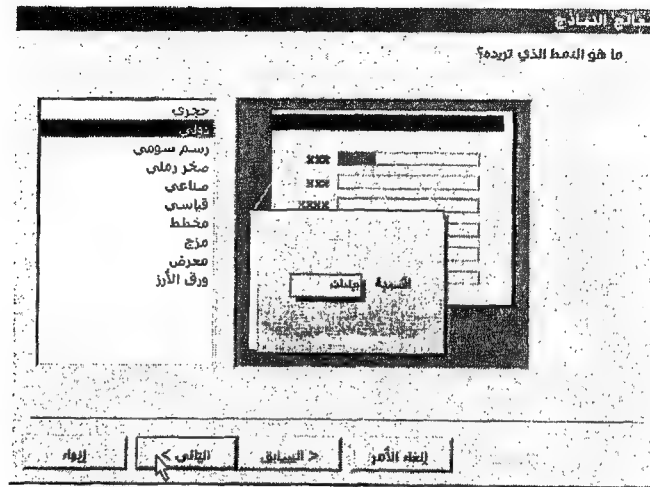 معالج النماذج
ما هو النمط الذي تريده؟
حجري
دولي
رسم سومي
صخر رملي
صناعي
قياسي
مخطط
مزج
معرض
ورق الأرز
xxx
xxx
xxxx
التسمية بيانات
إلغاء الأمر
< السابق
التالي >
إنهاء